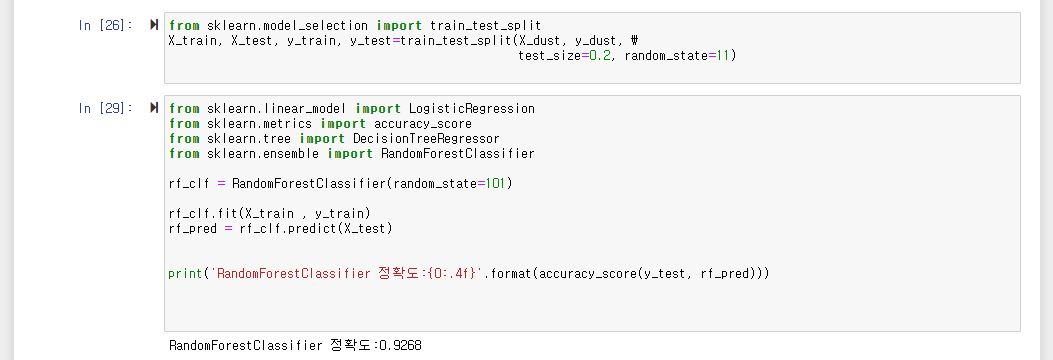 In [26]:
from sklearn.model_selection import train_test_split
X_train, X_test, y_train, y_test=train_test_split(X_dust, y_dust, ₩
test_size=0.2, random_state=11)
In [29]:
from sklearn.linear_model import LogisticRegression
from sklearn.metrics import accuracy_score
from sklearn.tree import DecisionTreeRegressor
from sklearn.ensemble import RandomForestClassifier
rf_clf = RandomForestClassifier(random_state=101)
rf_clf.fit(X_train , y_train)
rf_pred = rf_clf.predict(X_test)
print('RandomForestClassifier 정확도:{0:.4f}'.format(accuracy_score(y_test, rf_pred)))
RandomForestClassifier 정확도:0.9268